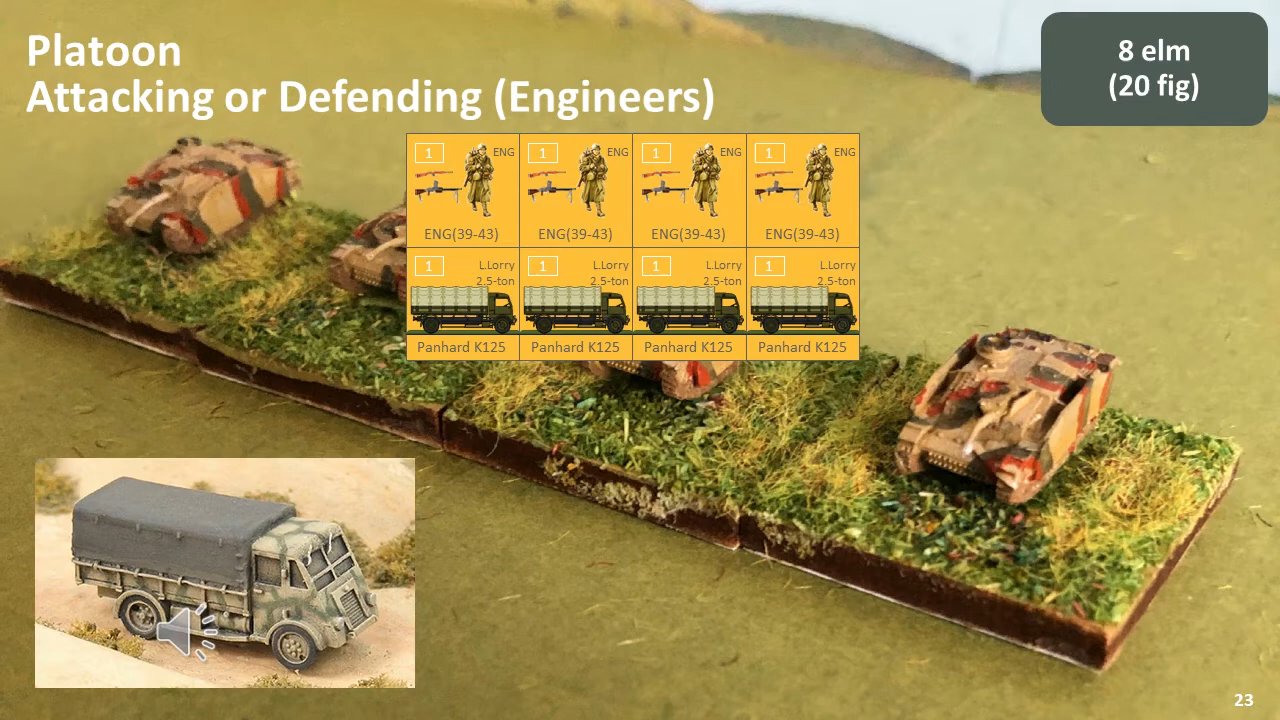 Platoon
Attacking or Defending (Engineers)
8 elm
(20 fig)
1 ENG 1 ENG 1 ENG 1 ENG
ENG(39-43) ENG(39-43) ENG(39-43) ENG(39-43)
1 L.Lorry 1 L.Lorry 1 L.Lorry 1 L.Lorry
2.5-ton 2.5-ton 2.5-ton 2.5-ton
Panhard K125 Panhard K125 Panhard K125 Panhard K125
23